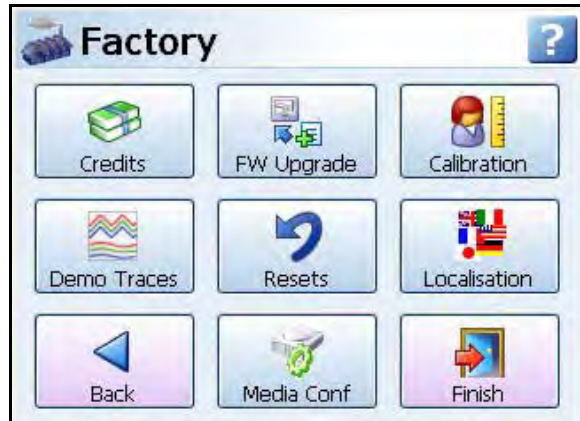 Factory
?
Credits
FW Upgrade
Calibration
Demo Traces
Resets
Localisation
Back
Media Conf
Finish